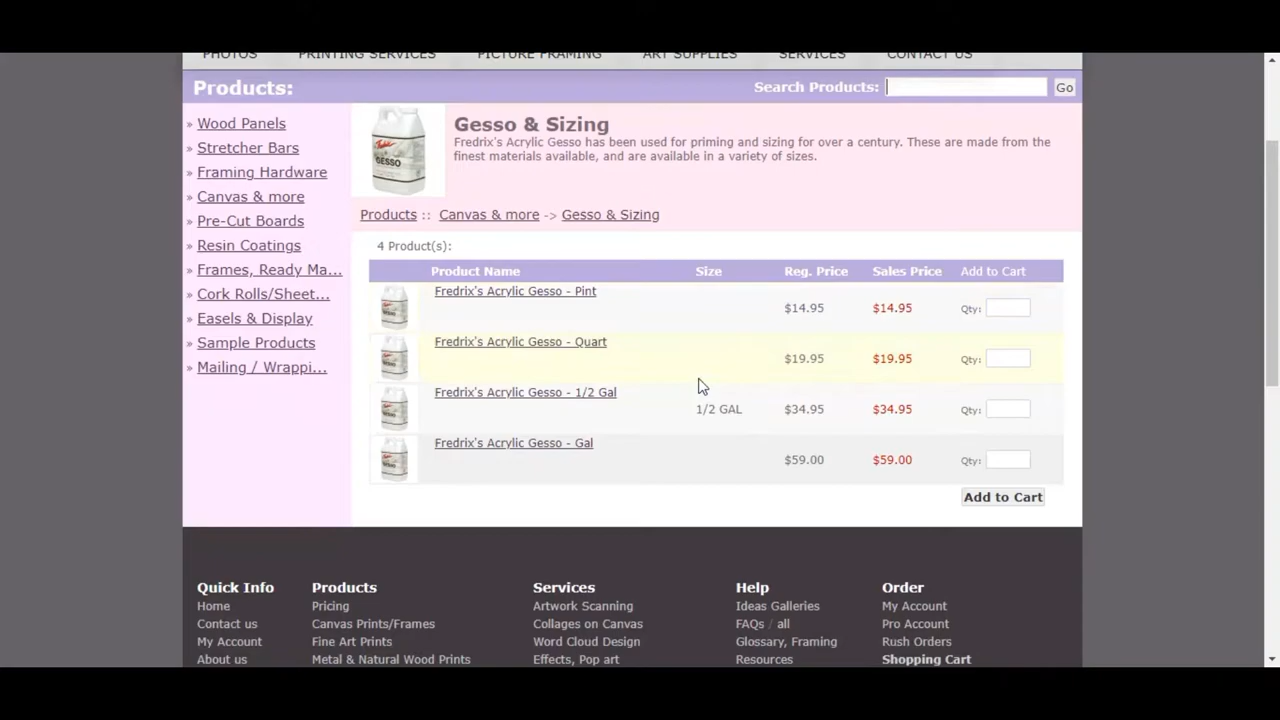 PHOTOS PRINTING SERVICES PICTURE FRAMING ART SUPPLIES SERVICES CONTACT US
Products: Search Products: Go
» Wood Panels
» Stretcher Bars
» Framing Hardware
» Canvas & more
» Pre-Cut Boards
» Resin Coatings
» Frames, Ready Ma...
» Cork Rolls/Sheet...
» Easels & Display
» Sample Products
» Mailing / Wrappi...
GESSO
Gesso & Sizing
Fredrix's Acrylic Gesso has been used for priming and sizing for over a century. These are made from the
finest materials available, and are available in a variety of sizes.
Products :: Canvas & more -> Gesso & Sizing
4 Product(s):
Product Name Size Reg. Price Sales Price Add to Cart
Fredrix's Acrylic Gesso - Pint $14.95 $14.95 Qty:
Fredrix's Acrylic Gesso - Quart $19.95 $19.95 Qty:
Fredrix's Acrylic Gesso - 1/2 Gal 1/2 GAL $34.95 $34.95 Qty:
Fredrix's Acrylic Gesso - Gal $59.00 $59.00 Qty:
Add to Cart
Quick Info Products Services Help Order
Home Pricing Artwork Scanning Ideas Galleries My Account
Contact us Canvas Prints/Frames Collages on Canvas FAQs / all Pro Account
My Account Fine Art Prints Word Cloud Design Glossary, Framing Rush Orders
About us Metal & Natural Wood Prints Effects, Pop art Resources Shopping Cart